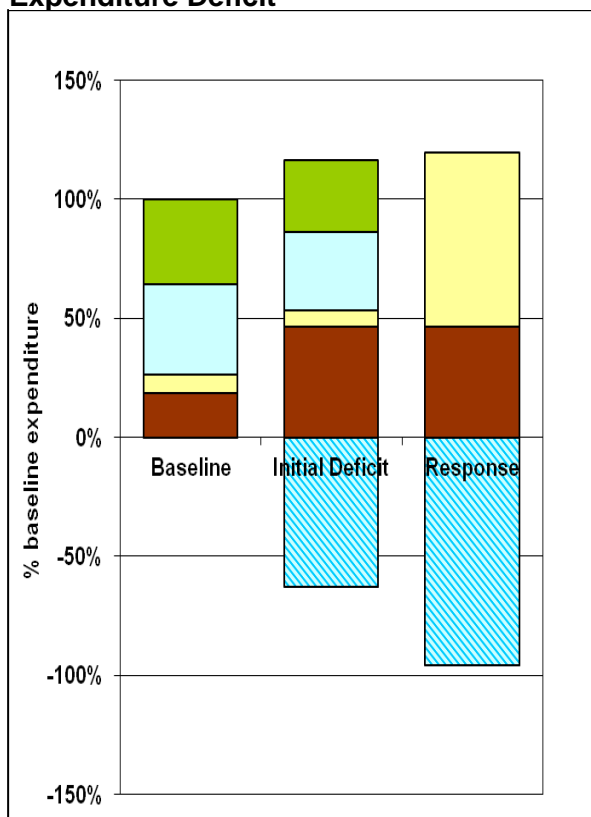 Expenditure Deficit
150%
100%
50%
0%
-50%
-100%
-150%
% baseline expenditure
Baseline
Initial Deficit
Response